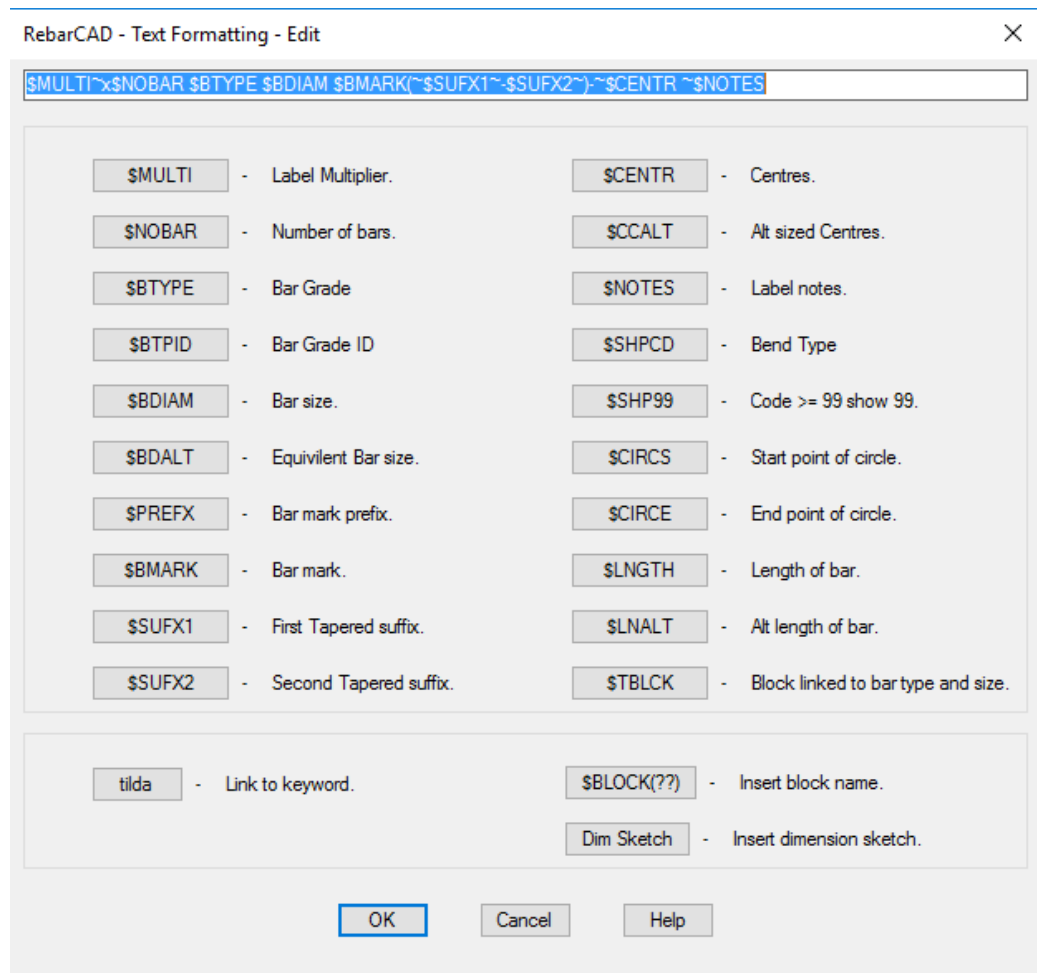 RebarCAD - Text Formatting - Edit
$MULTI~x$NOBAR $BTYPE $BDIAM $BMARK(~$SUFX1~-$SUFX2~)-~$CENTR ~$NOTES
$MULTI - Label Multiplier. $CENTR - Centres.
$NOBAR - Number of bars. $CCALT - Alt sized Centres.
$BTYPE - Bar Grade $NOTES - Label notes.
$BTPID - Bar Grade ID $SHPCD - Bend Type
$BDIAM - Bar size. $SHP99 - Code >= 99 show 99.
$BDALT - Equivilent Bar size. $CIRCS - Start point of circle.
$PREFX - Bar mark prefix. $CIRCE - End point of circle.
$BMARK - Bar mark. $LNGTH - Length of bar.
$SUFX1 - First Tapered suffix. $LNALT - Alt length of bar.
$SUFX2 - Second Tapered suffix. $TBLCK - Block linked to bar type and size.
tilda - Link to keyword. $BLOCK(??) - Insert block name.
Dim Sketch - Insert dimension sketch.
OK Cancel Help